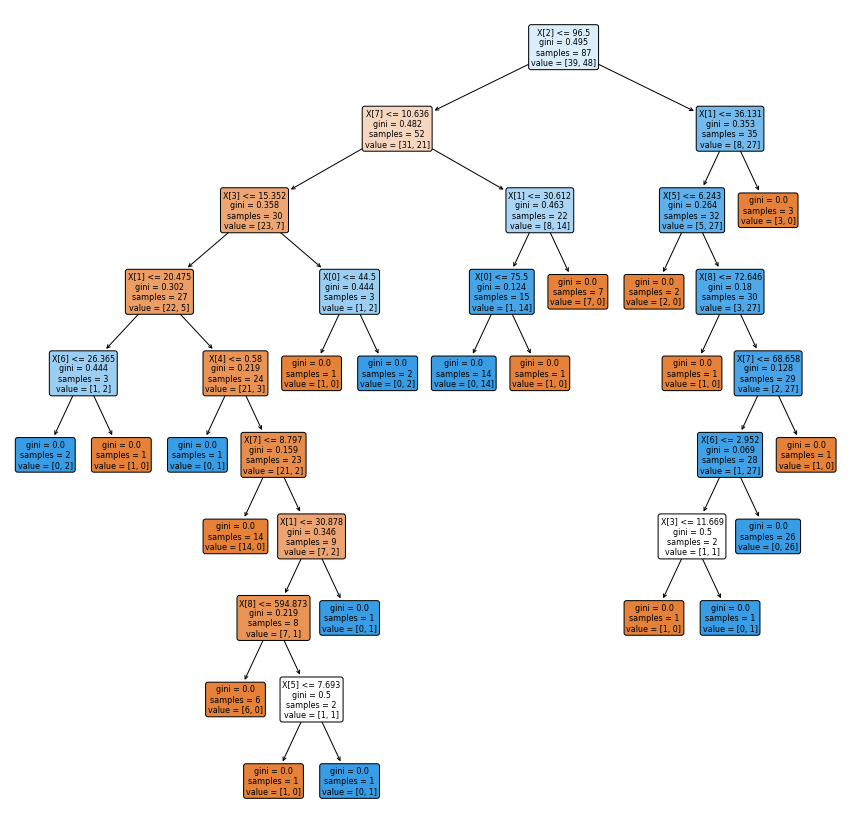 X[2] <= 96.5
gini = 0.495
samples = 87
value = [39, 48]
X[7] <= 10.636
gini = 0.482
samples = 52
value = [31, 21]
X[1] <= 36.131
gini = 0.353
samples = 35
value = [8, 27]
X[3] <= 15.352
gini = 0.358
samples = 30
value = [23, 7]
X[1] <= 30.612
gini = 0.463
samples = 22
value = [8, 14]
X[5] <= 6.243
gini = 0.264
samples = 32
value = [5, 27]
gini = 0.0
samples = 3
value = [3, 0]
X[1] <= 20.475
gini = 0.302
samples = 27
value = [22, 5]
X[0] <= 44.5
gini = 0.444
samples = 3
value = [1, 2]
X[0] <= 75.5
gini = 0.124
samples = 15
value = [1, 14]
gini = 0.0
samples = 7
value = [7, 0]
gini = 0.0
samples = 2
value = [2, 0]
X[8] <= 72.646
gini = 0.18
samples = 30
value = [3, 27]
X[6] <= 26.365
gini = 0.444
samples = 3
value = [1, 2]
X[4] <= 0.58
gini = 0.219
samples = 24
value = [21, 3]
gini = 0.0
samples = 1
value = [1, 0]
gini = 0.0
samples = 2
value = [0, 2]
gini = 0.0
samples = 14
value = [0, 14]
gini = 0.0
samples = 1
value = [1, 0]
gini = 0.0
samples = 1
value = [1, 0]
X[7] <= 68.658
gini = 0.128
samples = 29
value = [2, 27]
gini = 0.0
samples = 2
value = [0, 2]
gini = 0.0
samples = 1
value = [1, 0]
gini = 0.0
samples = 1
value = [0, 1]
X[7] <= 8.797
gini = 0.159
samples = 23
value = [21, 2]
X[6] <= 2.952
gini = 0.069
samples = 28
value = [1, 27]
gini = 0.0
samples = 1
value = [1, 0]
gini = 0.0
samples = 14
value = [14, 0]
X[1] <= 30.878
gini = 0.346
samples = 9
value = [7, 2]
X[3] <= 11.669
gini = 0.5
samples = 2
value = [1, 1]
gini = 0.0
samples = 26
value = [0, 26]
X[8] <= 594.873
gini = 0.219
samples = 8
value = [7, 1]
gini = 0.0
samples = 1
value = [0, 1]
gini = 0.0
samples = 1
value = [1, 0]
gini = 0.0
samples = 1
value = [0, 1]
gini = 0.0
samples = 6
value = [6, 0]
X[5] <= 7.693
gini = 0.5
samples = 2
value = [1, 1]
gini = 0.0
samples = 1
value = [1, 0]
gini = 0.0
samples = 1
value = [0, 1]